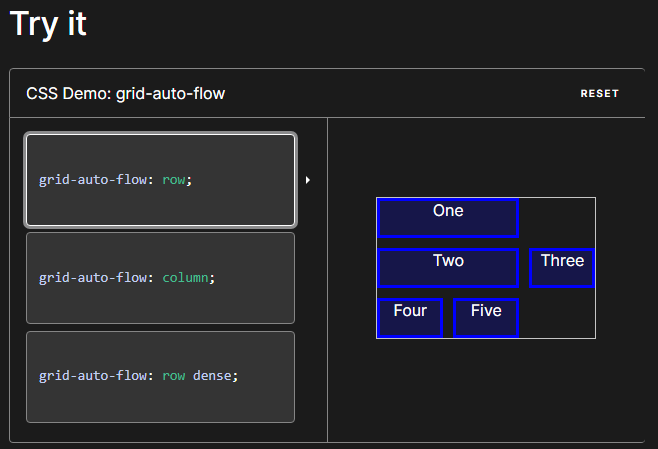 Try it
CSS Demo: grid-auto-flow
RESET
grid-auto-flow: row;
grid-auto-flow: column;
grid-auto-flow: row dense;
One
Two Three
Four Five